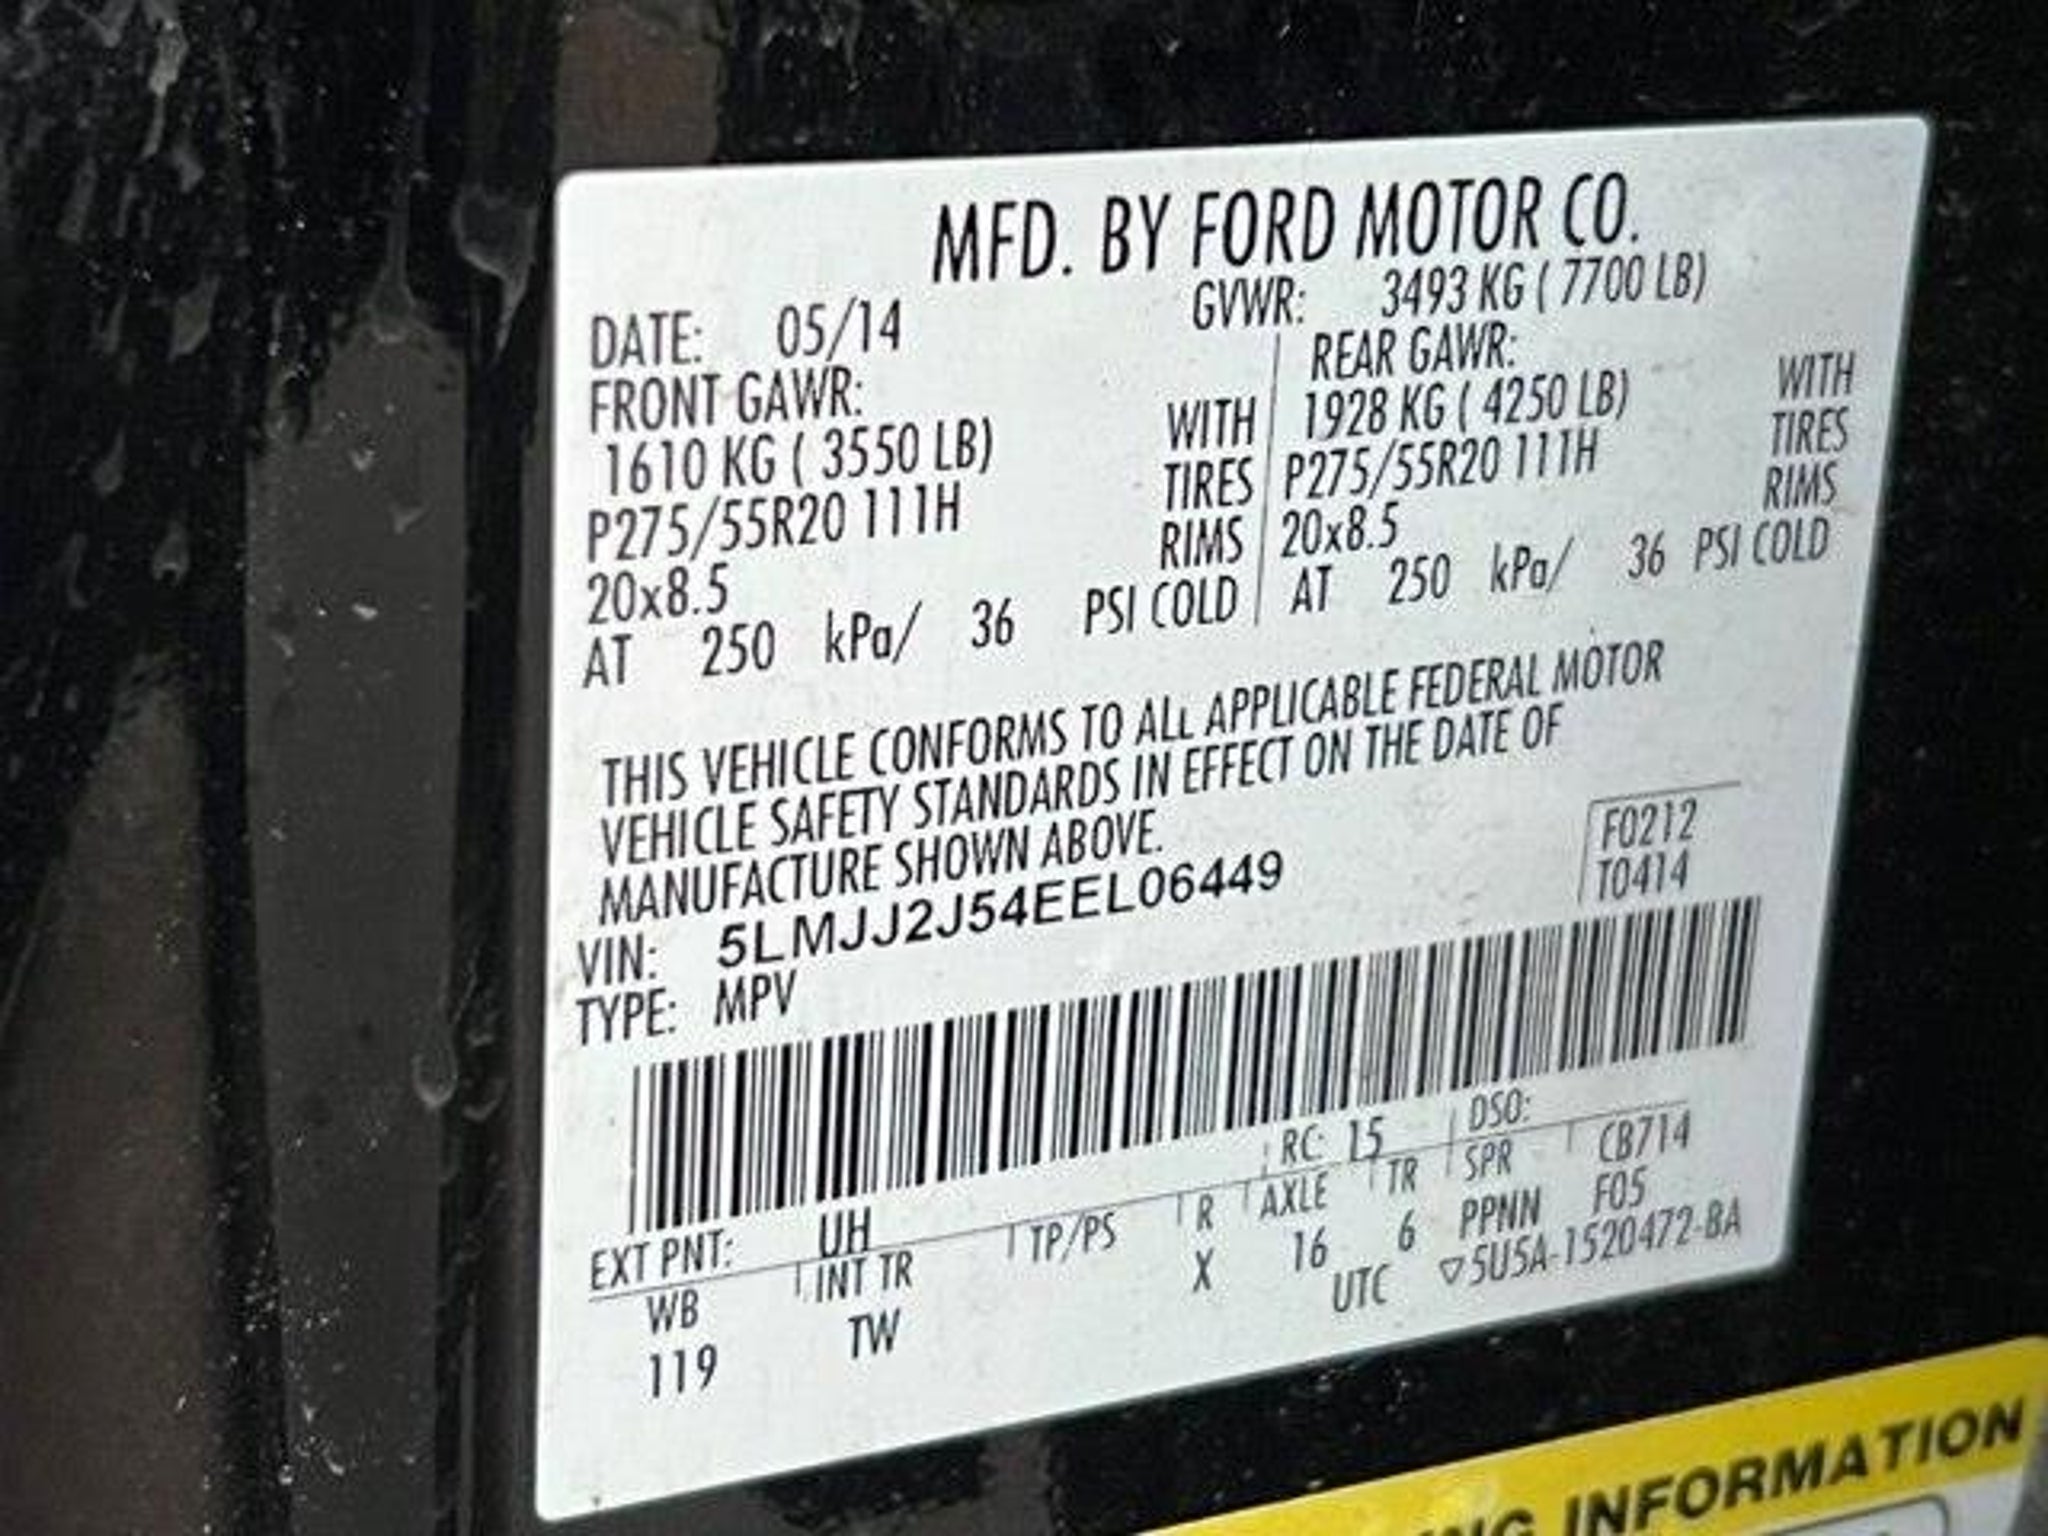 MFD. BY FORD MOTOR CO.
DATE: 05/14 GVWR: 3493 KG ( 7700 LB)
FRONT GAWR: REAR GAWR:
1610 KG ( 3550 LB) WITH 1928 KG ( 4250 LB) WITH
P275/55R20 111H TIRES P275/55R20 111H TIRES
20x8.5 RIMS 20x8.5 RIMS
AT 250 kPa/ 36 PSI COLD AT 250 kPa/ 36 PSI COLD
THIS VEHICLE CONFORMS TO ALL APPLICABLE FEDERAL MOTOR
VEHICLE SAFETY STANDARDS IN EFFECT ON THE DATE OF
MANUFACTURE SHOWN ABOVE.
F0212
VIN: 5LMJJ2J54EEL06449 T0414
TYPE: MPV
RC: 15 DSO:
EXT PNT: UH CB714
WB INT TR TP/PS R AXLE TR SPR F05
119 TW X 16 6 PPNN
UTC ▽5U5A-1520472-BA
INFORMATION